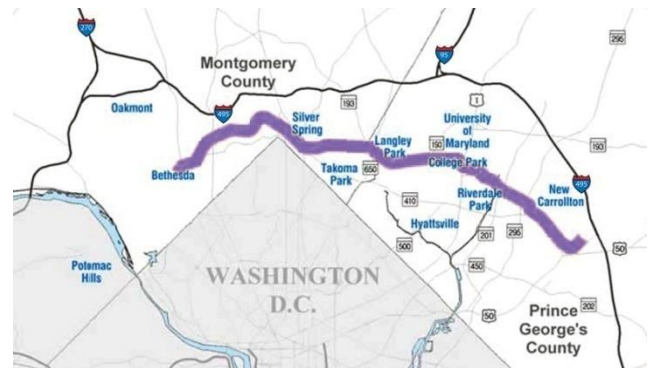 270
95
295
Montgomery
County
Oakmont
495
193
1
Silver
Spring
University
of
Maryland
Langley
Park
193
College Park
193
Bethesda
Takoma
Park
650
Riverdale
Park
New
Carrollton
495
410
Hyattsville
500
201
295
50
450
Potomac
Hills
WASHINGTON
D.C.
50
202
Prince
George's
County